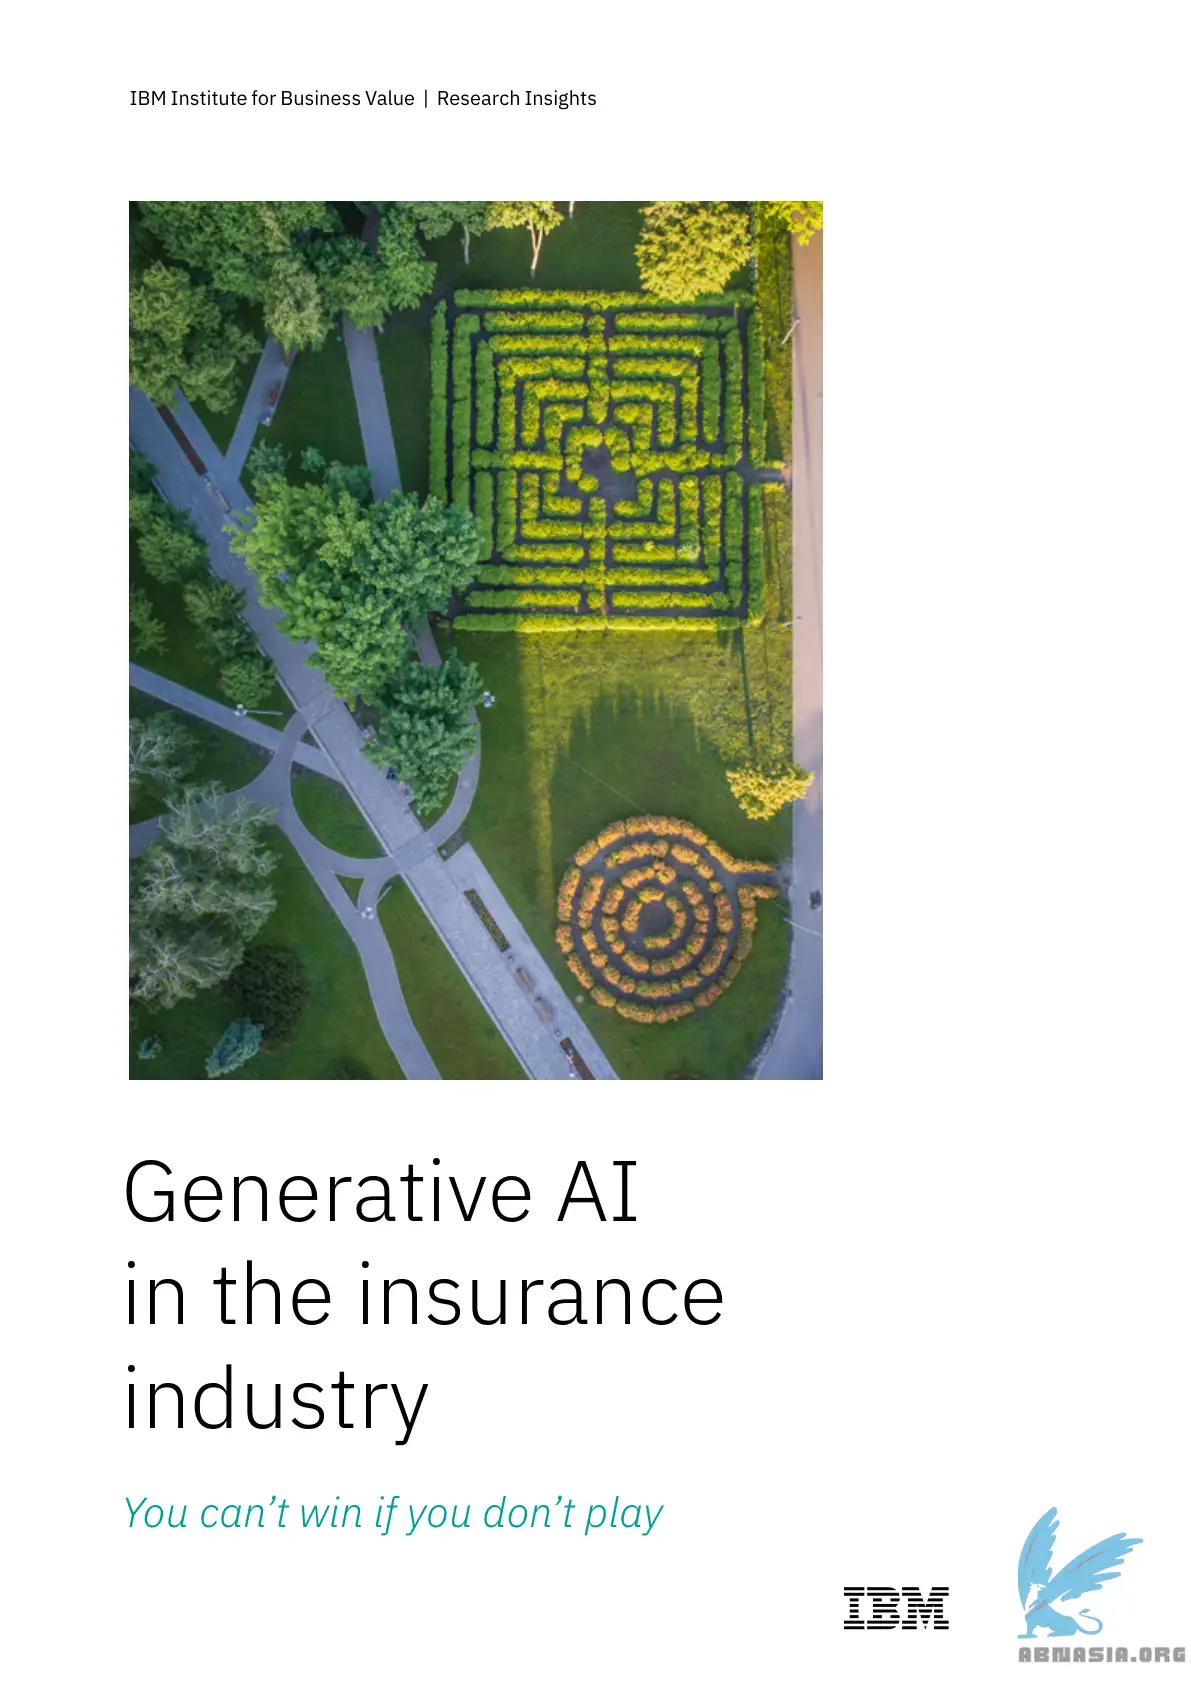 IBM Institute for Business Value | Research Insights
Generative AI
in the insurance
industry
You can’t win if you don’t play
IBM
ABNASIA.ORG